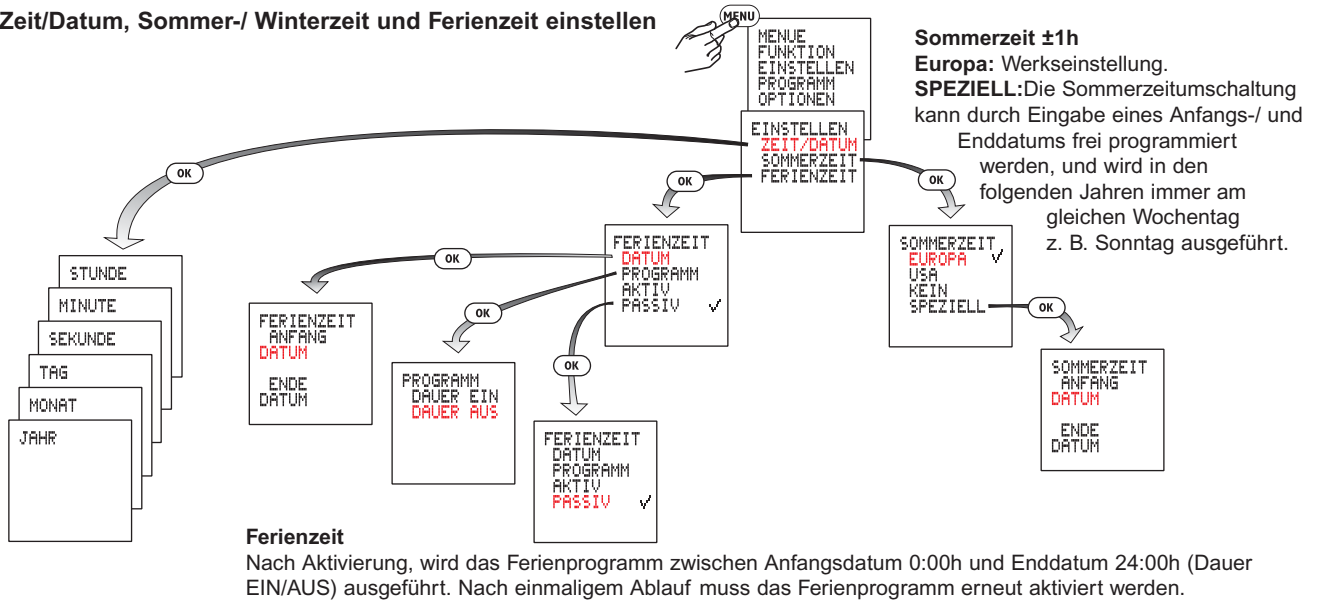 Zeit/Datum, Sommer-/ Winterzeit und Ferienzeit einstellen
MENU
MENUE
FUNKTION
EINSTELLEN
PROGRAMM
OPTIONEN
Sommerzeit ±1h
Europa: Werkseinstellung.
SPEZIELL:Die Sommerzeitumschaltung
kann durch Eingabe eines Anfangs-/ und
Enddatums frei programmiert
werden, und wird in den
folgenden Jahren immer am
gleichen Wochentag
z. B. Sonntag ausgeführt.
EINSTELLEN
ZEIT/DATUM
SOMMERZEIT
FERIENZEIT
OK
OK
OK
STUNDE
MINUTE
SEKUNDE
TAG
MONAT
JAHR
FERIENZEIT
DATUM
PROGRAMM
AKTIV
PASSIV ✓
SOMMERZEIT
EUROPA ✓
USA
KEIN
SPEZIELL
OK
OK
OK
OK
FERIENZEIT
ANFANG
DATUM
ENDE
DATUM
PROGRAMM
DAUER EIN
DAUER AUS
FERIENZEIT
DATUM
PROGRAMM
AKTIV
PASSIV ✓
SOMMERZEIT
ANFANG
DATUM
ENDE
DATUM
Ferienzeit
Nach Aktivierung, wird das Ferienprogramm zwischen Anfangsdatum 0:00h und Enddatum 24:00h (Dauer
EIN/AUS) ausgeführt. Nach einmaligem Ablauf muss das Ferienprogramm erneut aktiviert werden.